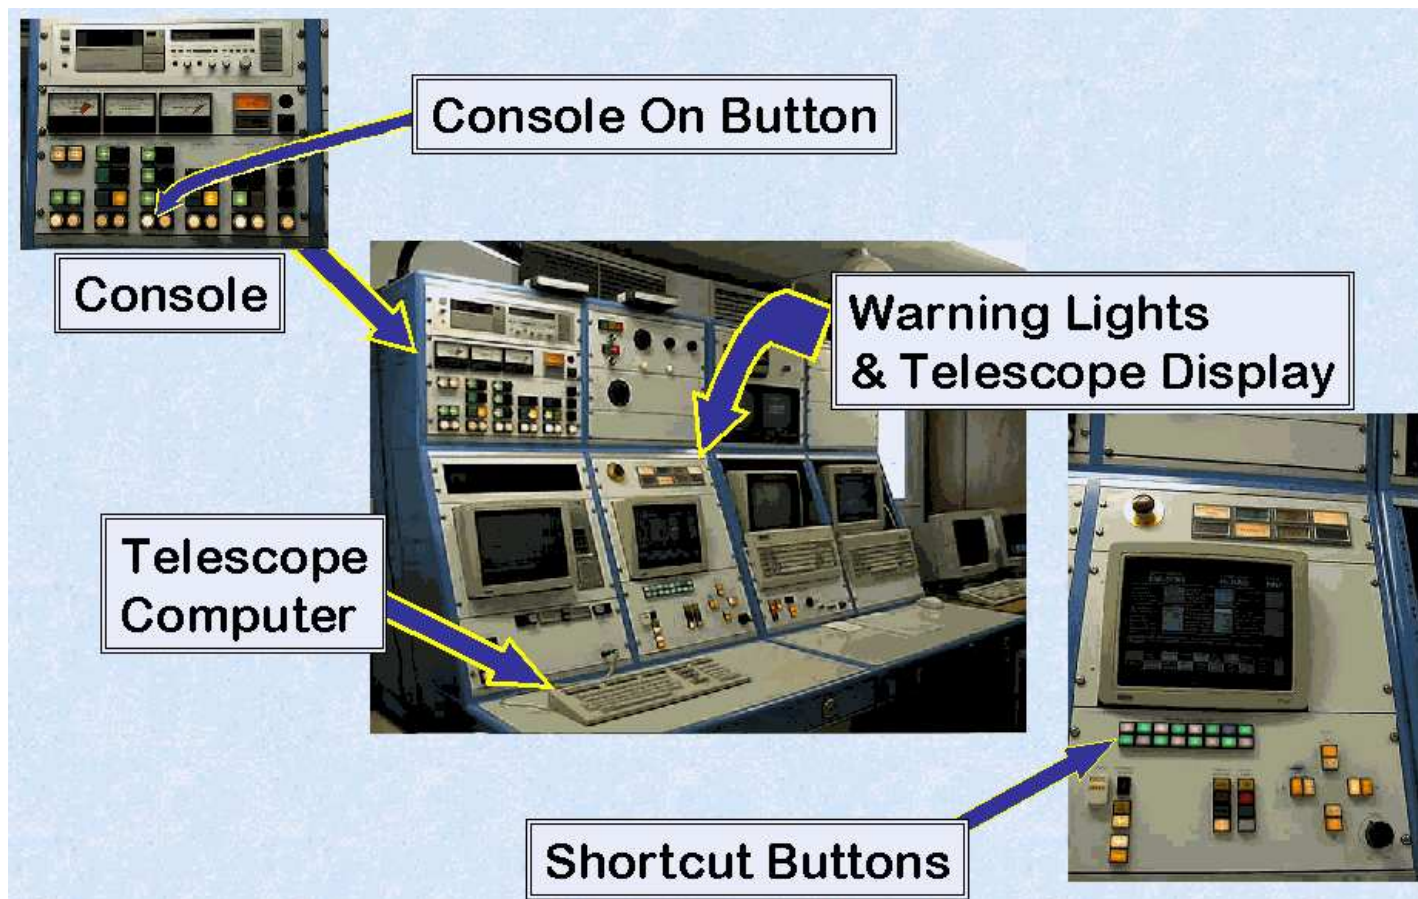 Console On Button
Console
Warning Lights
& Telescope Display
Telescope
Computer
Shortcut Buttons